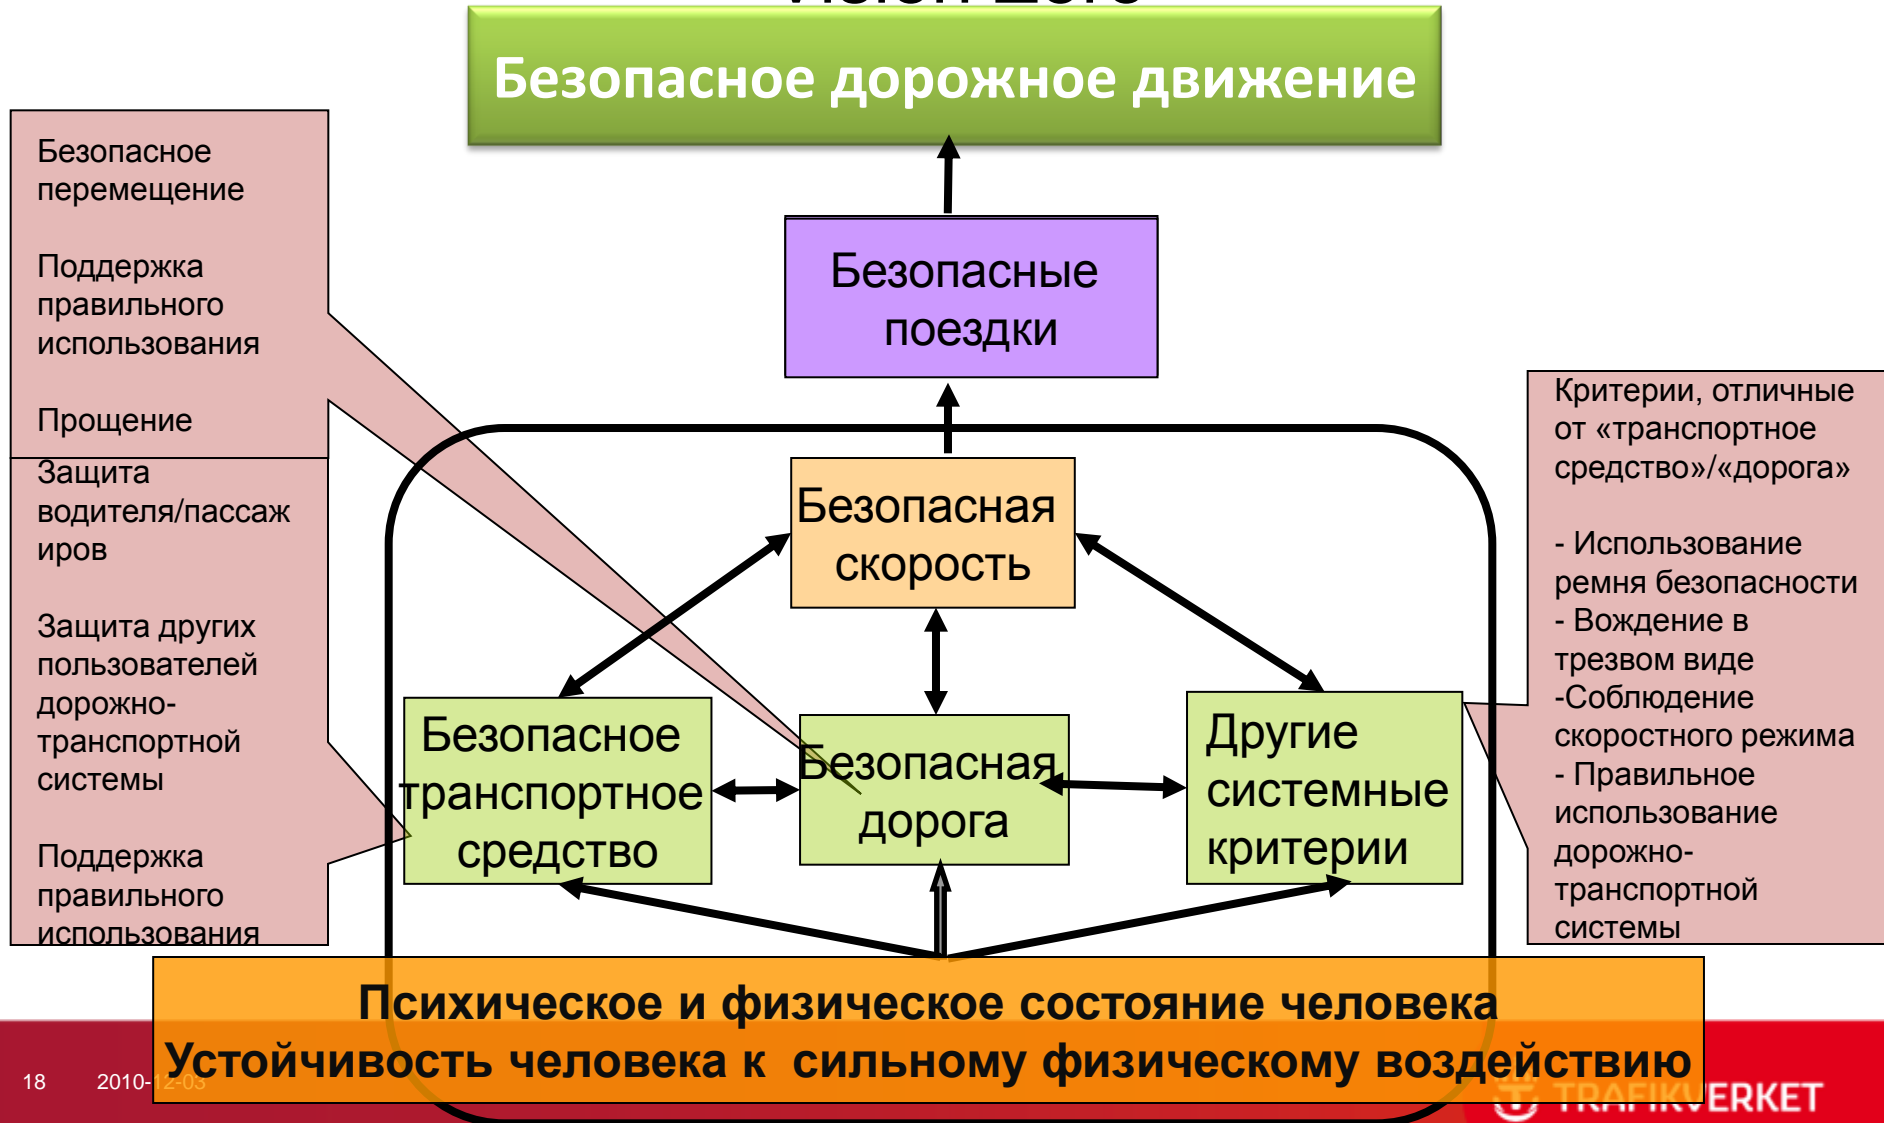 Vision Zero
Безопасное дорожное движение
Безопасное
перемещение
Поддержка
правильного
использования
Прощение
Защита
водителя/пассаж
иров
Защита других
пользователей
дорожно-
транспортной
системы
Поддержка
правильного
использования
Безопасные
поездки
Безопасная
скорость
Безопасное
транспортное
средство
Безопасная
дорога
Другие
системные
критерии
Критерии, отличные
от «транспортное
средство»/«дорога»
- Использование
ремня безопасности
- Вождение в
трезвом виде
-Соблюдение
скоростного режима
- Правильное
использование
дорожно-
транспортной
системы
Психическое и физическое состояние человека
Устойчивость человека к сильному физическому воздействию
18 2010-12-03
TRAFIKVERKET